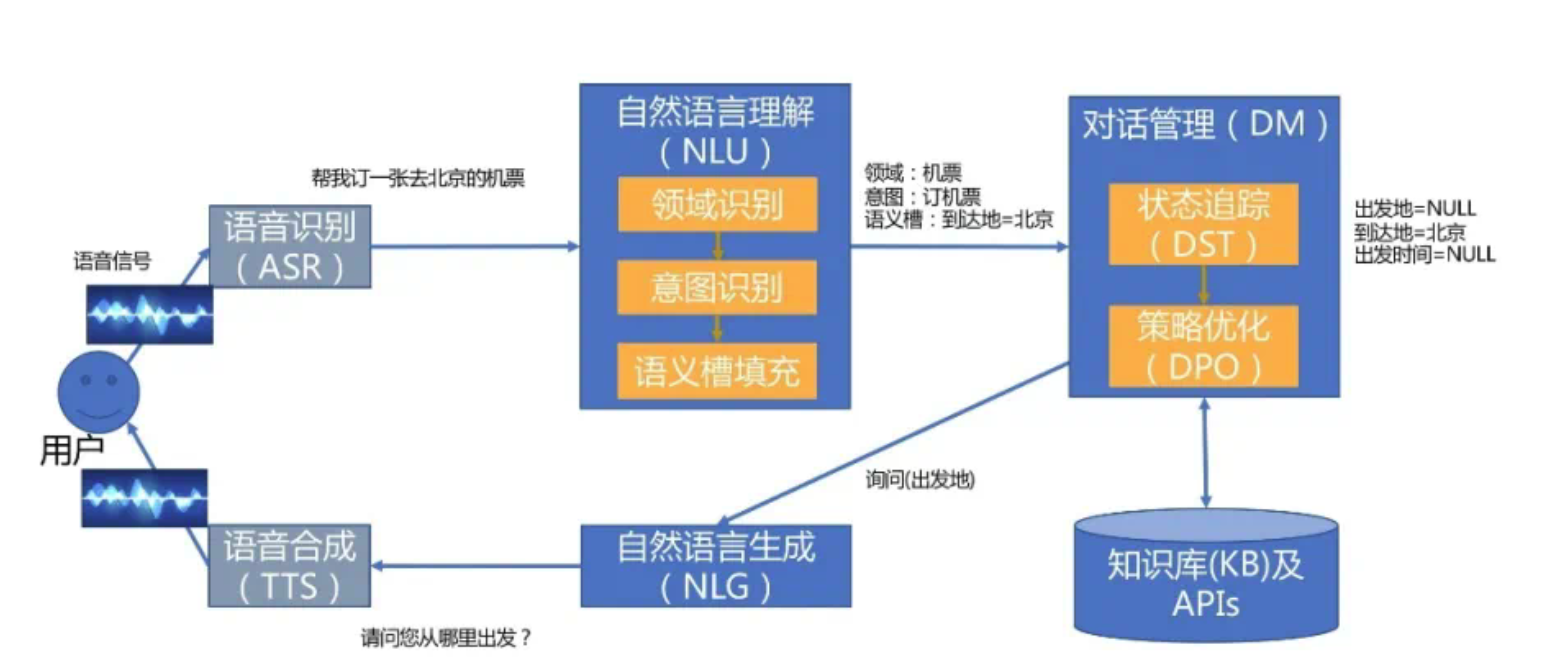 语音信号
用户
语音识别
（ASR）
帮我订一张去北京的机票
自然语言理解
（NLU）
领域识别
意图识别
语义槽填充
领域：机票
意图：订机票
语义槽：到达地=北京
对话管理（DM）
状态追踪
（DST）
策略优化
（DPO）
出发地=NULL
到达地=北京
出发时间=NULL
知识库(KB)及
APIs
询问(出发地)
自然语言生成
（NLG）
请问您从哪里出发？
语音合成
（TTS）